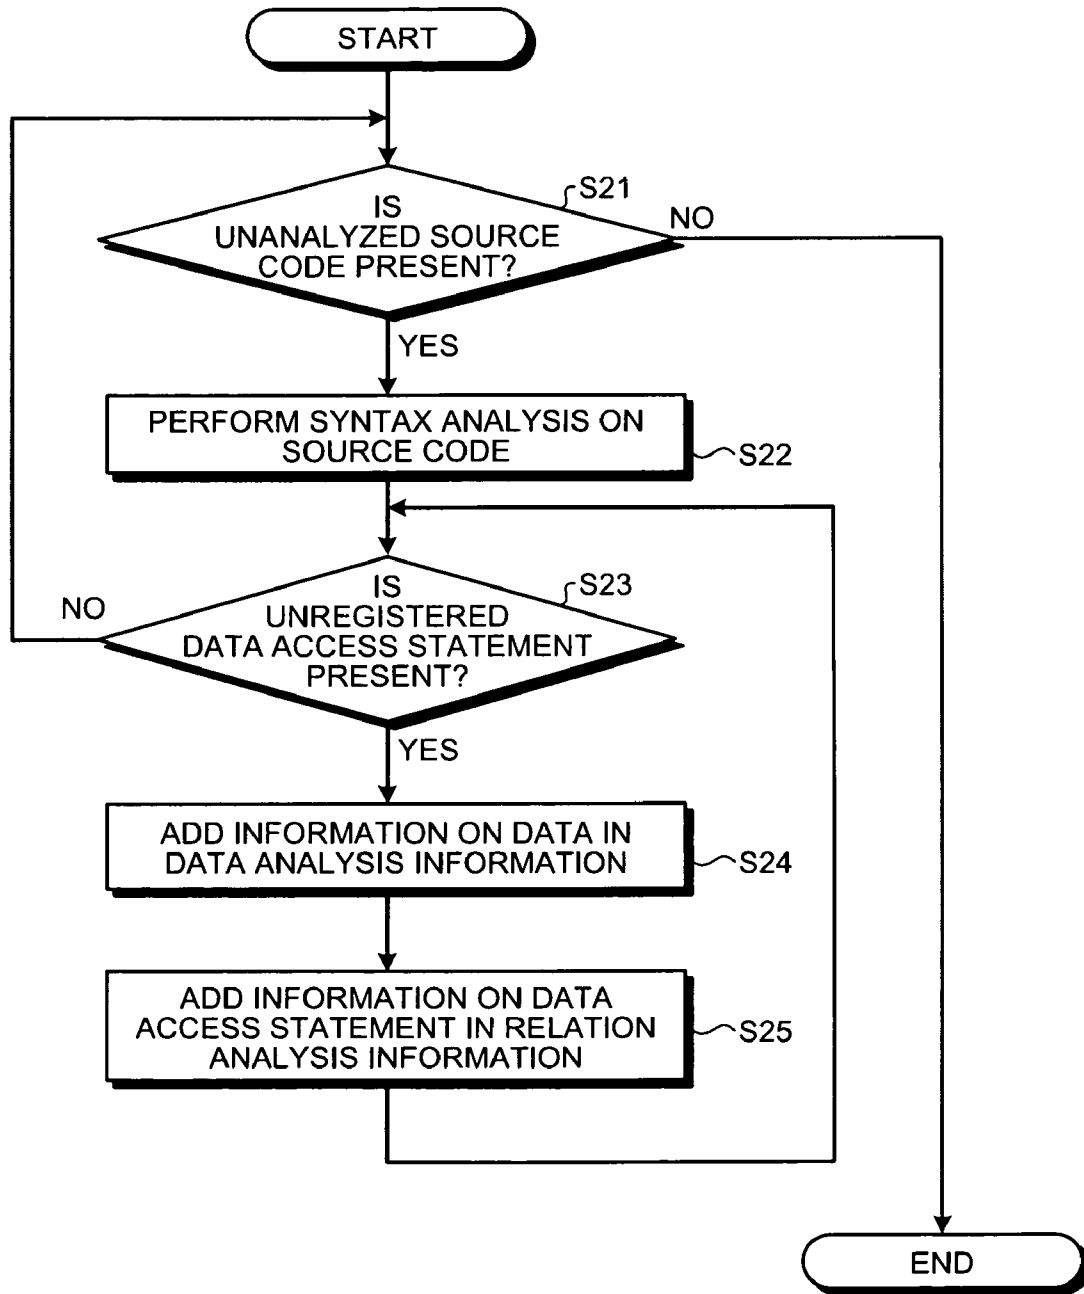 START
IS
UNANALYZED SOURCE
CODE PRESENT?
S21
NO
YES
PERFORM SYNTAX ANALYSIS ON
SOURCE CODE
S22
IS
UNREGISTERED
DATA ACCESS STATEMENT
PRESENT?
S23
NO
YES
ADD INFORMATION ON DATA IN
DATA ANALYSIS INFORMATION
S24
ADD INFORMATION ON DATA
ACCESS STATEMENT IN RELATION
ANALYSIS INFORMATION
S25
END